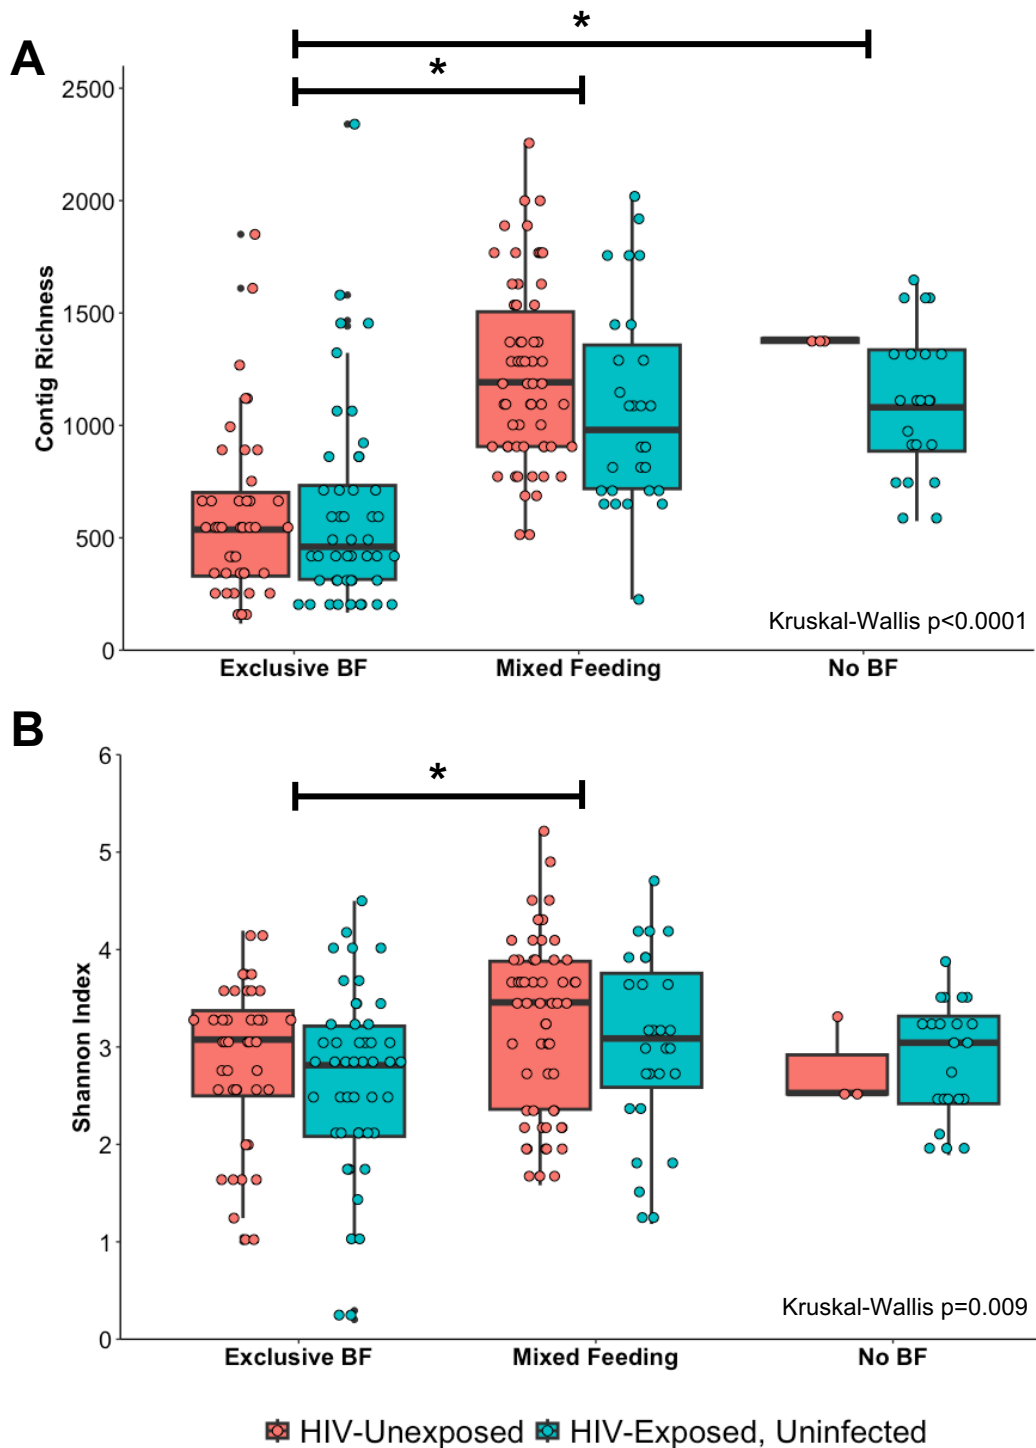 A
*
*
2500
2000
1500
1000
500
0
Contig Richness
Kruskal-Wallis p<0.0001
Exclusive BF Mixed Feeding No BF
B
*
6
5
4
3
2
1
0
Shannon Index
Kruskal-Wallis p=0.009
Exclusive BF Mixed Feeding No BF
HIV-Unexposed HIV-Exposed, Uninfected